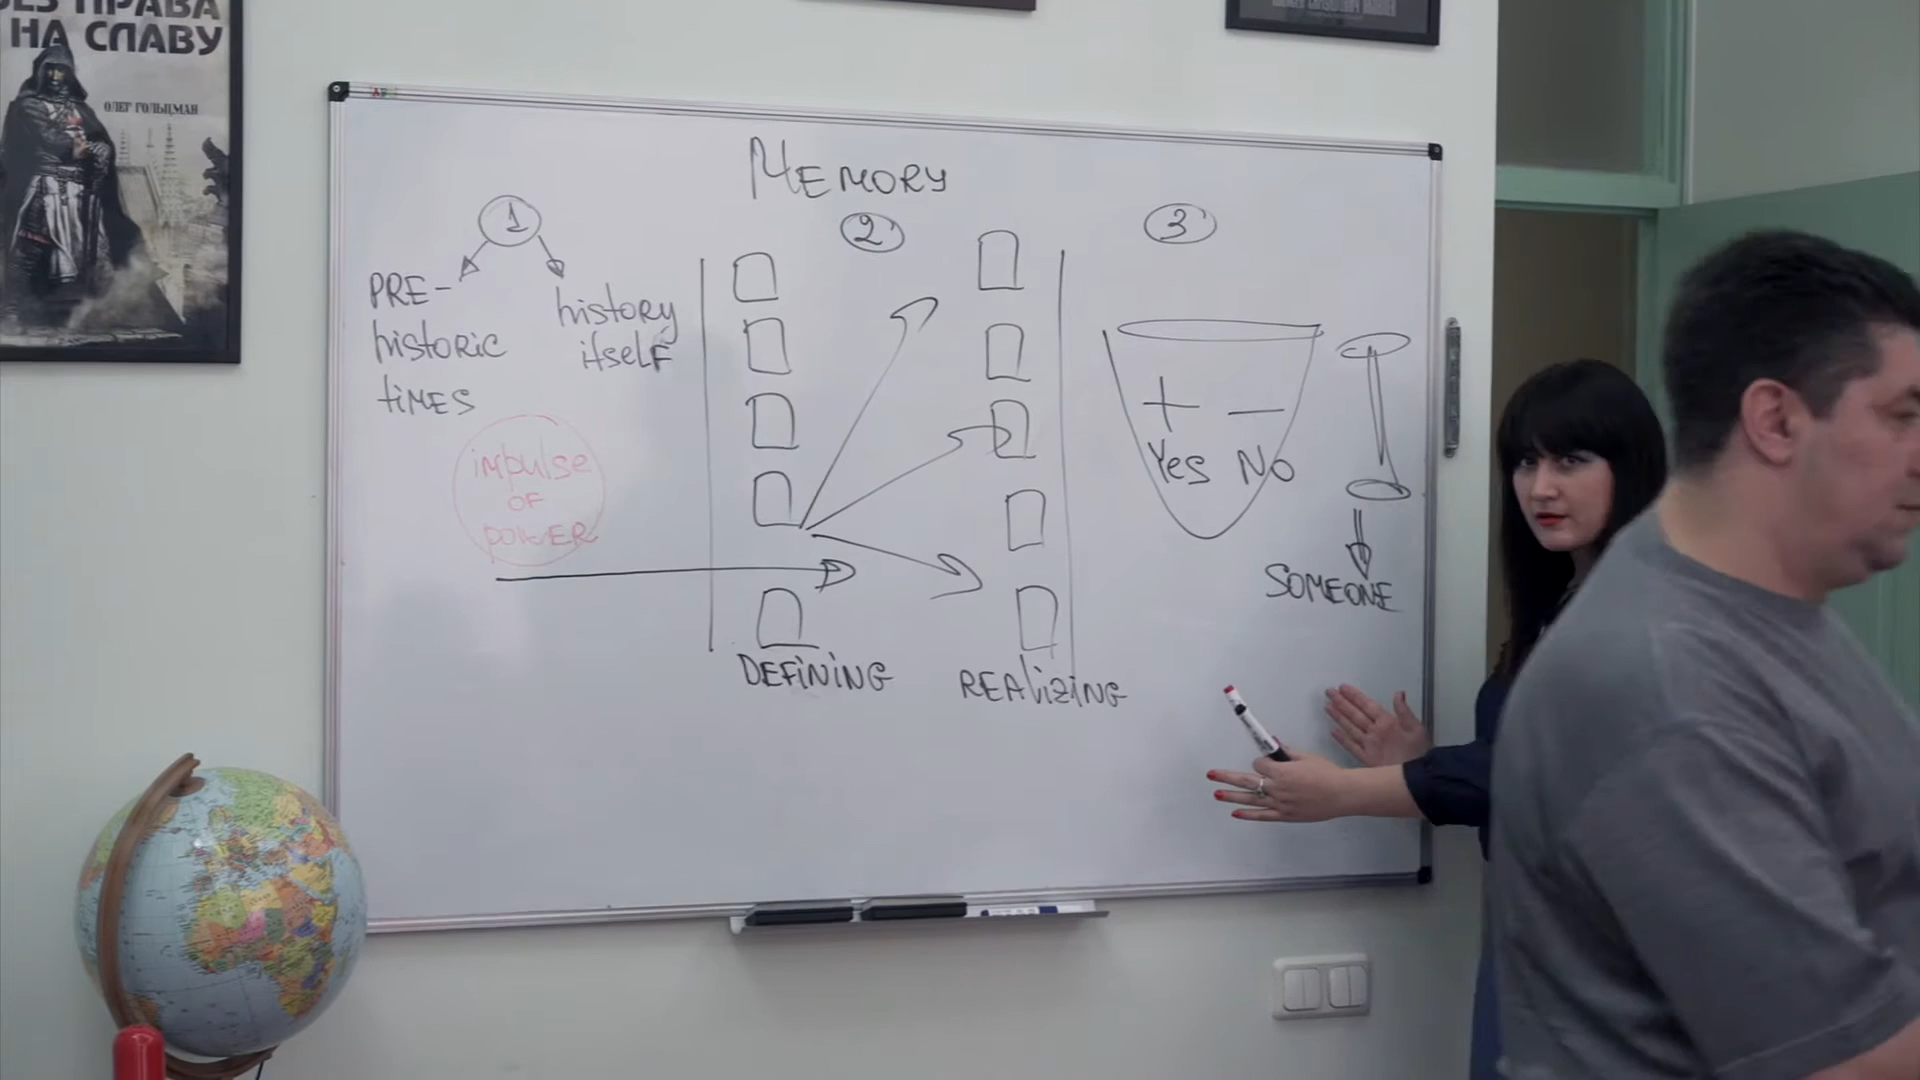 БЕЗ ПРАВА
НА СЛАВУ
ОЛЕГ ГОЛЬЦМАН
MEMORY
1
2
3
PRE-
historic
times
history
itself
impulse
OF
POWER
+ −
Yes No
SOMEONE
DEFINING
REALIZING